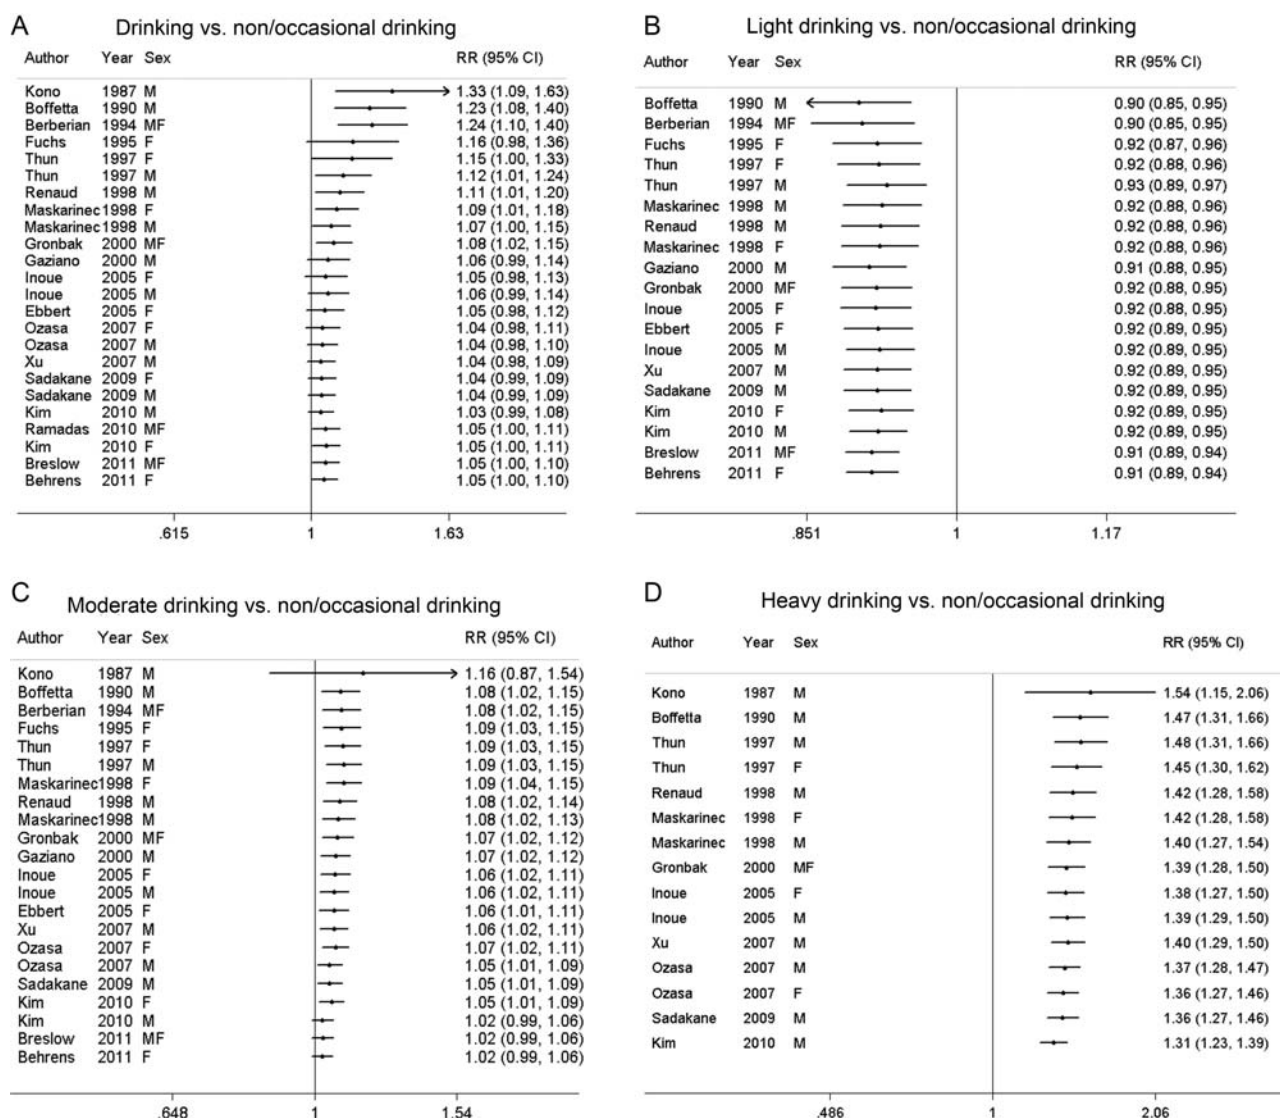 A
Drinking vs. non/occasional drinking
Author Year Sex RR (95% CI)
Kono 1987 M 1.33 (1.09, 1.63)
Boffetta 1990 M 1.23 (1.08, 1.40)
Berberian 1994 MF 1.24 (1.10, 1.40)
Fuchs 1995 F 1.16 (0.98, 1.36)
Thun 1997 F 1.15 (1.00, 1.33)
Thun 1997 M 1.12 (1.01, 1.24)
Renaud 1998 M 1.11 (1.01, 1.20)
Maskarinec 1998 F 1.09 (1.01, 1.18)
Maskarinec 1998 M 1.07 (1.00, 1.15)
Gronbak 2000 MF 1.08 (1.02, 1.15)
Gaziano 2000 M 1.06 (0.99, 1.14)
Inoue 2005 F 1.05 (0.98, 1.13)
Inoue 2005 M 1.06 (0.99, 1.14)
Ebbert 2005 F 1.05 (0.98, 1.12)
Ozasa 2007 F 1.04 (0.98, 1.11)
Ozasa 2007 M 1.04 (0.98, 1.10)
Xu 2007 M 1.04 (0.98, 1.09)
Sadakane 2009 F 1.04 (0.99, 1.09)
Sadakane 2009 M 1.04 (0.99, 1.09)
Kim 2010 M 1.03 (0.99, 1.08)
Ramadas 2010 MF 1.05 (1.00, 1.11)
Kim 2010 F 1.05 (1.00, 1.11)
Breslow 2011 MF 1.05 (1.00, 1.10)
Behrens 2011 F 1.05 (1.00, 1.10)
.615 1 1.63
B
Light drinking vs. non/occasional drinking
Author Year Sex RR (95% CI)
Boffetta 1990 M 0.90 (0.85, 0.95)
Berberian 1994 MF 0.90 (0.85, 0.95)
Fuchs 1995 F 0.92 (0.87, 0.96)
Thun 1997 F 0.92 (0.88, 0.96)
Thun 1997 M 0.93 (0.89, 0.97)
Maskarinec 1998 M 0.92 (0.88, 0.96)
Renaud 1998 M 0.92 (0.88, 0.96)
Maskarinec 1998 F 0.92 (0.88, 0.96)
Gaziano 2000 M 0.91 (0.88, 0.95)
Gronbak 2000 MF 0.92 (0.88, 0.95)
Inoue 2005 F 0.92 (0.88, 0.95)
Ebbert 2005 F 0.92 (0.89, 0.95)
Inoue 2005 M 0.92 (0.89, 0.95)
Xu 2007 M 0.92 (0.89, 0.95)
Sadakane 2009 M 0.92 (0.89, 0.95)
Kim 2010 F 0.92 (0.89, 0.95)
Kim 2010 M 0.92 (0.89, 0.95)
Breslow 2011 MF 0.91 (0.89, 0.94)
Behrens 2011 F 0.91 (0.89, 0.94)
.851 1 1.17
C
Moderate drinking vs. non/occasional drinking
Author Year Sex RR (95% CI)
Kono 1987 M 1.16 (0.87, 1.54)
Boffetta 1990 M 1.08 (1.02, 1.15)
Berberian 1994 MF 1.08 (1.02, 1.15)
Fuchs 1995 F 1.09 (1.03, 1.15)
Thun 1997 F 1.09 (1.03, 1.15)
Thun 1997 M 1.09 (1.03, 1.15)
Maskarinec1998 F 1.09 (1.04, 1.15)
Renaud 1998 M 1.08 (1.02, 1.14)
Maskarinec1998 M 1.08 (1.02, 1.13)
Gronbak 2000 MF 1.07 (1.02, 1.12)
Gaziano 2000 M 1.07 (1.02, 1.12)
Inoue 2005 F 1.06 (1.02, 1.11)
Inoue 2005 M 1.06 (1.02, 1.11)
Ebbert 2005 F 1.06 (1.01, 1.11)
Xu 2007 M 1.06 (1.02, 1.11)
Ozasa 2007 F 1.07 (1.02, 1.11)
Ozasa 2007 M 1.05 (1.01, 1.09)
Sadakane 2009 M 1.05 (1.01, 1.09)
Kim 2010 F 1.05 (1.01, 1.09)
Kim 2010 M 1.02 (0.99, 1.06)
Breslow 2011 MF 1.02 (0.99, 1.06)
Behrens 2011 F 1.02 (0.99, 1.06)
.648 1 1.54
D
Heavy drinking vs. non/occasional drinking
Author Year Sex RR (95% CI)
Kono 1987 M 1.54 (1.15, 2.06)
Boffetta 1990 M 1.47 (1.31, 1.66)
Thun 1997 M 1.48 (1.31, 1.66)
Thun 1997 F 1.45 (1.30, 1.62)
Renaud 1998 M 1.42 (1.28, 1.58)
Maskarinec 1998 F 1.42 (1.28, 1.58)
Maskarinec 1998 M 1.40 (1.27, 1.54)
Gronbak 2000 MF 1.39 (1.28, 1.50)
Inoue 2005 F 1.38 (1.27, 1.50)
Inoue 2005 M 1.39 (1.29, 1.50)
Xu 2007 M 1.40 (1.29, 1.50)
Ozasa 2007 M 1.37 (1.28, 1.47)
Ozasa 2007 F 1.36 (1.27, 1.46)
Sadakane 2009 M 1.36 (1.27, 1.46)
Kim 2010 M 1.31 (1.23, 1.39)
.486 1 2.06